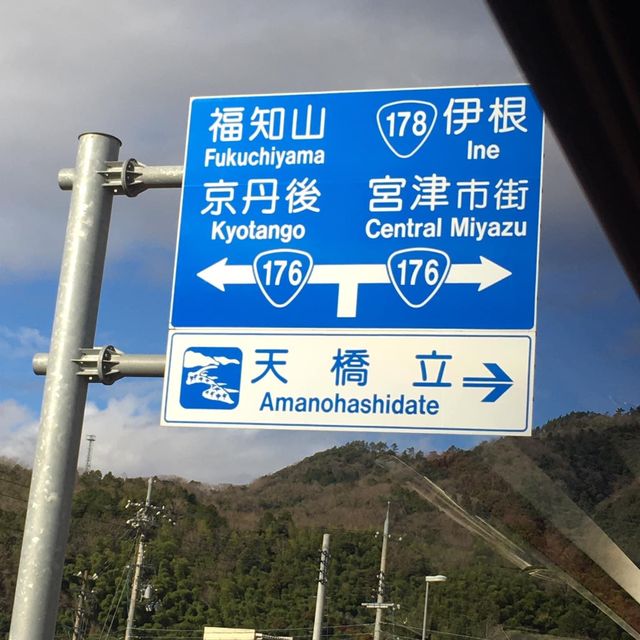 福知山
Fukuchiyama
京丹後
Kyotango
178 伊根
Ine
宮津市街
Central Miyazu
176 176
天橋立
Amanohashidate